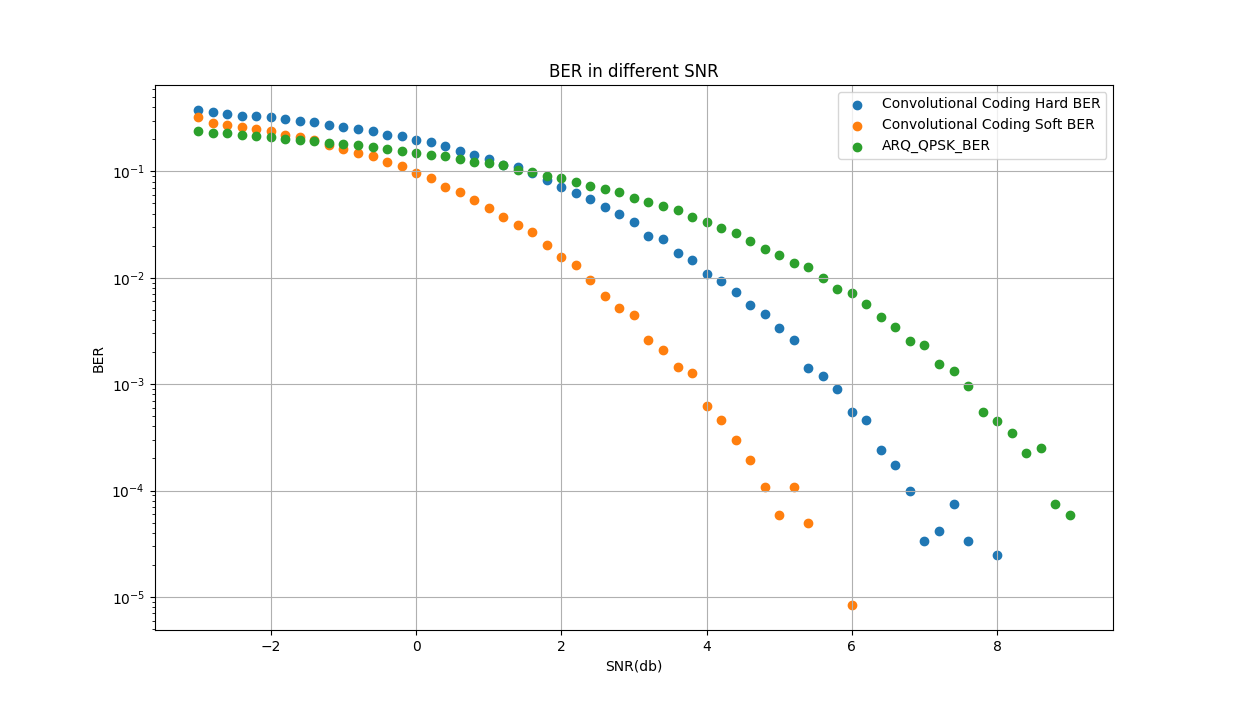 BER in different SNR
Convolutional Coding Hard BER
Convolutional Coding Soft BER
ARQ_QPSK_BER
BER
10⁻¹
10⁻²
10⁻³
10⁻⁴
10⁻⁵
−2 0 2 4 6 8
SNR(db)